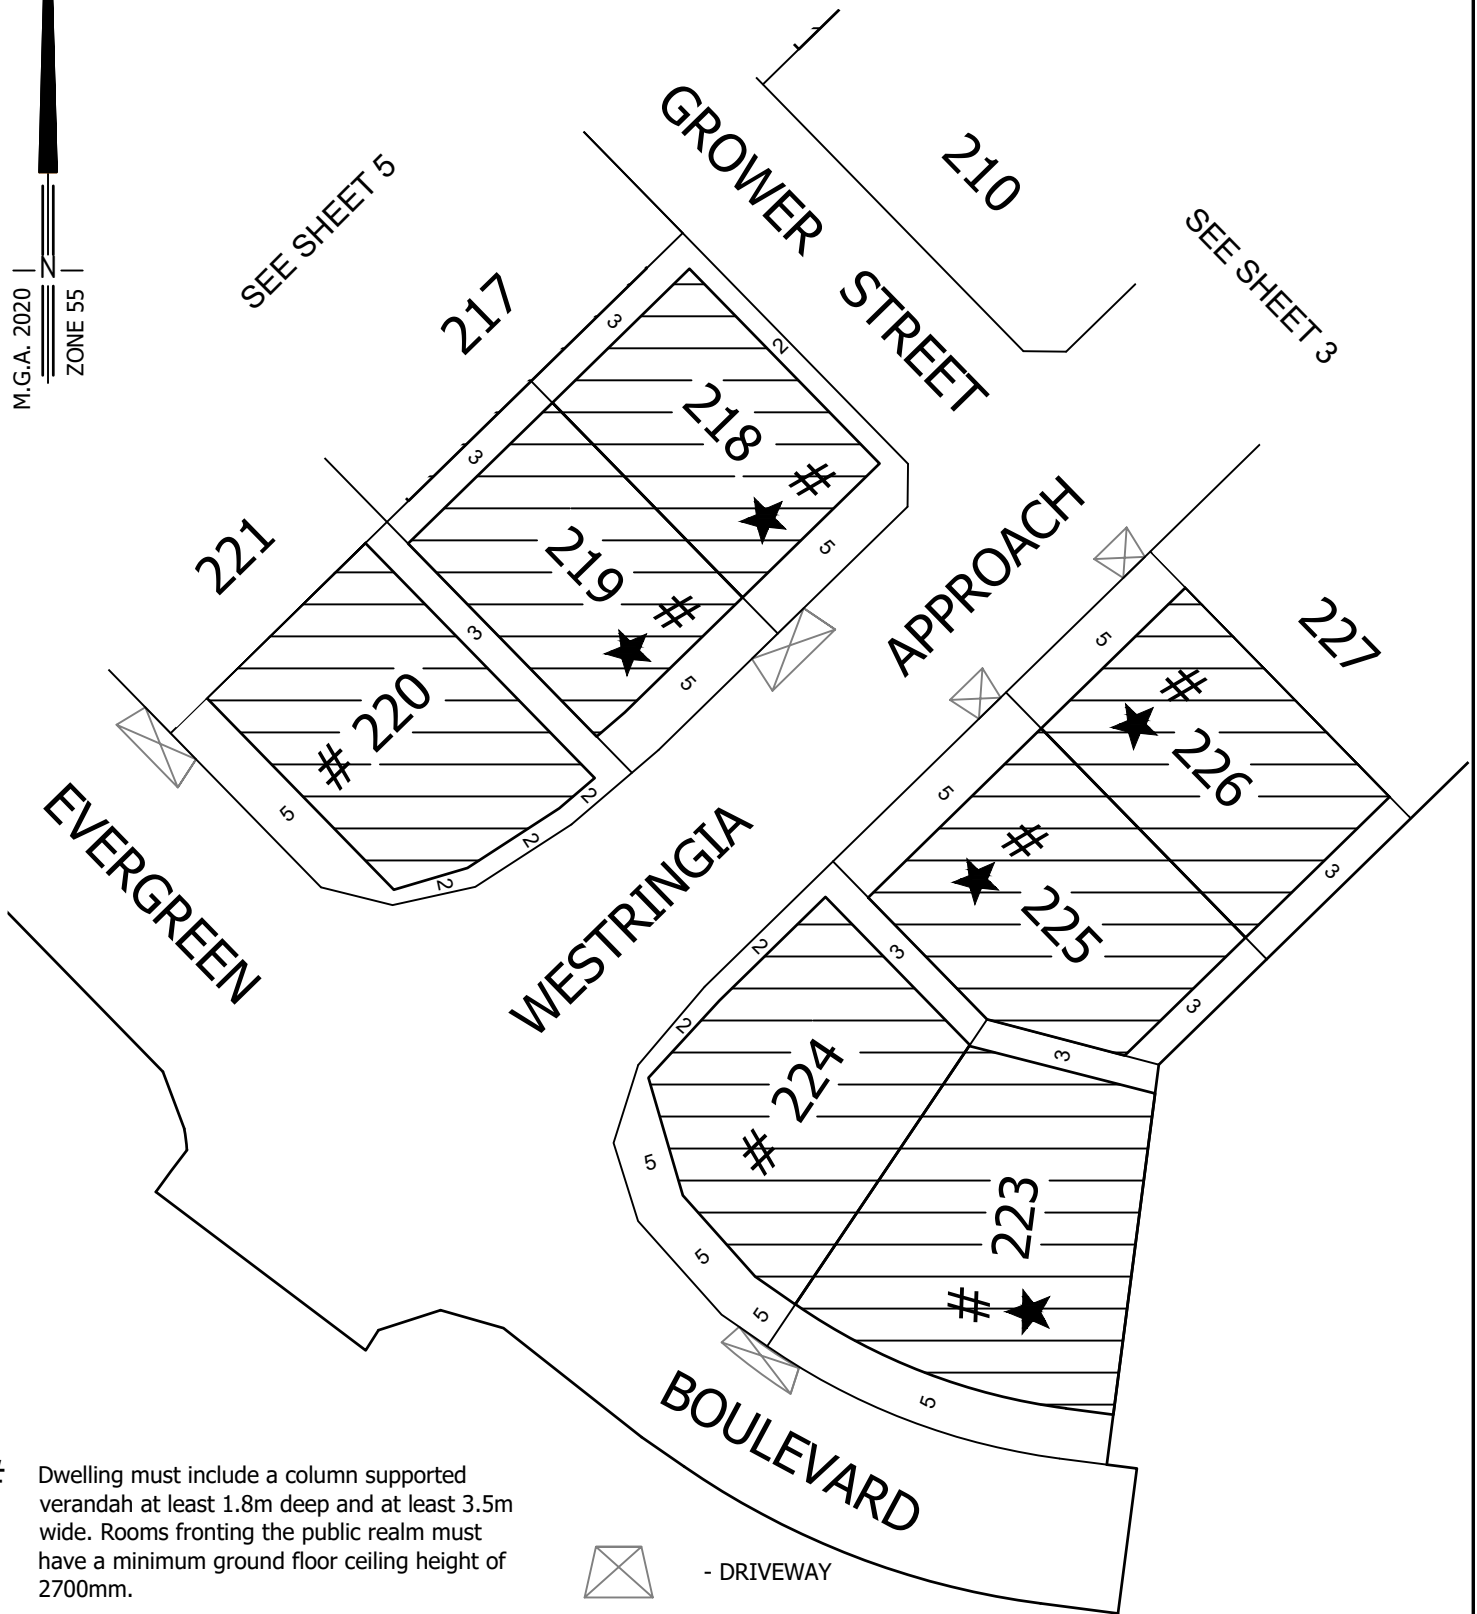 M.G.A. 2020
N
ZONE 55
SEE SHEET 5
GROWER STREET
210
SEE SHEET 3
217
3
2
218 #
3
221
219 #
5
3
5
# 220
5
2
2
2
EVERGREEN
WESTRINGIA APPROACH
5
# 226
227
5
# 225
3
3
3
3
2
2
# 224
5
5
5
# 223
5
BOULEVARD
# Dwelling must include a column supported
verandah at least 1.8m deep and at least 3.5m
wide. Rooms fronting the public realm must
have a minimum ground floor ceiling height of
2700mm.
- DRIVEWAY